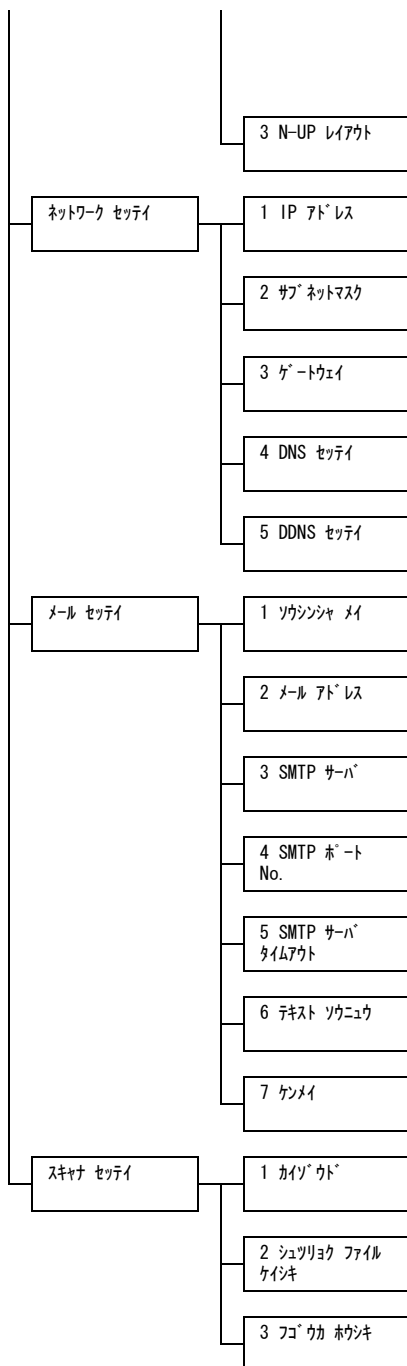 3 N-UP ﾚｲｱｳﾄ
ﾈｯﾄﾜｰｸ ｾｯﾃｲ
1 IP ｱﾄﾞﾚｽ
2 ｻﾌﾞﾈｯﾄﾏｽｸ
3 ｹﾞｰﾄｳｪｲ
4 DNS ｾｯﾃｲ
5 DDNS ｾｯﾃｲ
ﾒｰﾙ ｾｯﾃｲ
1 ｿｳｼﾝｼｬ ﾒｲ
2 ﾒｰﾙ ｱﾄﾞﾚｽ
3 SMTP ｻｰﾊﾞ
4 SMTP ﾎﾟｰﾄ
No.
5 SMTP ｻｰﾊﾞ
ﾀｲﾑｱｳﾄ
6 ﾃｷｽﾄ ｿｳﾆｭｳ
7 ｹﾝﾒｲ
ｽｷｬﾅ ｾｯﾃｲ
1 ｶｲｿﾞｳﾄﾞ
2 ｼｭﾂﾘｮｸ ﾌｧｲﾙ
ｹｲｼｷ
3 ﾌｺﾞｳｶ ﾎｳｼｷ